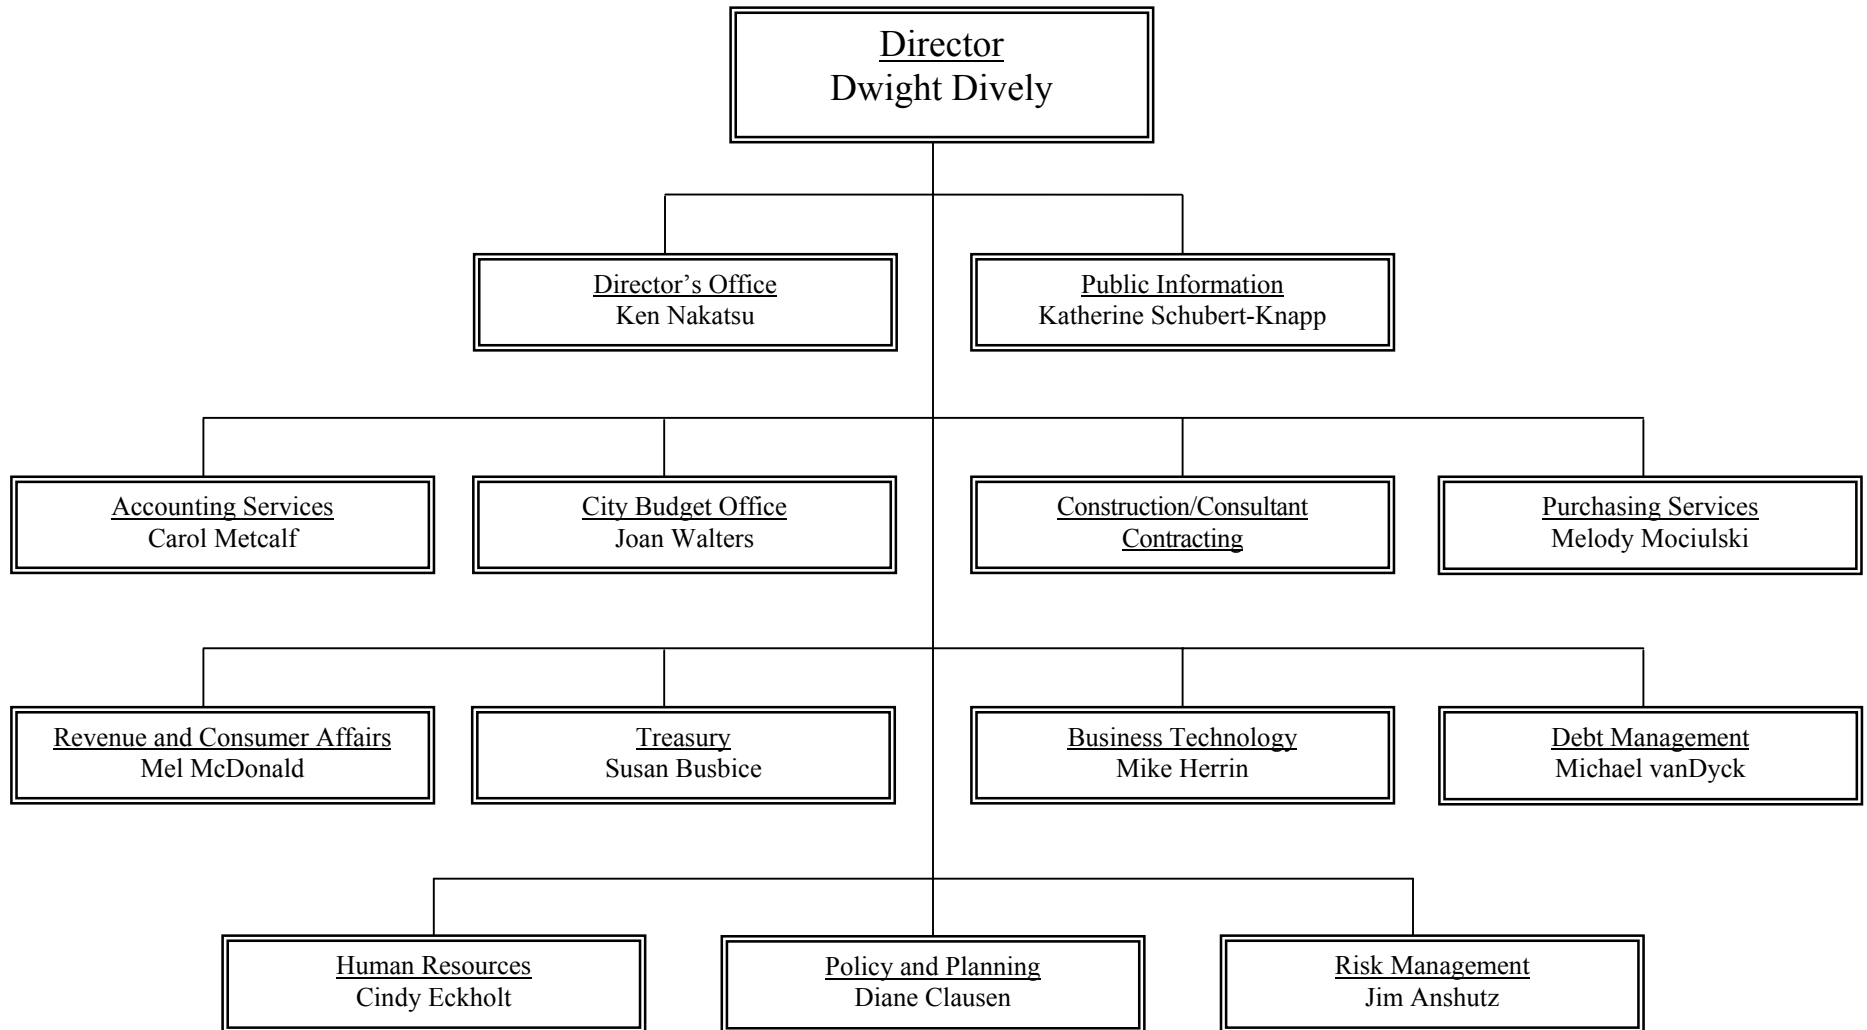 Director
Dwight Dively
Director’s Office
Ken Nakatsu
Public Information
Katherine Schubert-Knapp
Accounting Services
Carol Metcalf
City Budget Office
Joan Walters
Construction/Consultant
Contracting
Purchasing Services
Melody Mociulski
Revenue and Consumer Affairs
Mel McDonald
Treasury
Susan Busbice
Business Technology
Mike Herrin
Debt Management
Michael vanDyck
Human Resources
Cindy Eckholt
Policy and Planning
Diane Clausen
Risk Management
Jim Anshutz